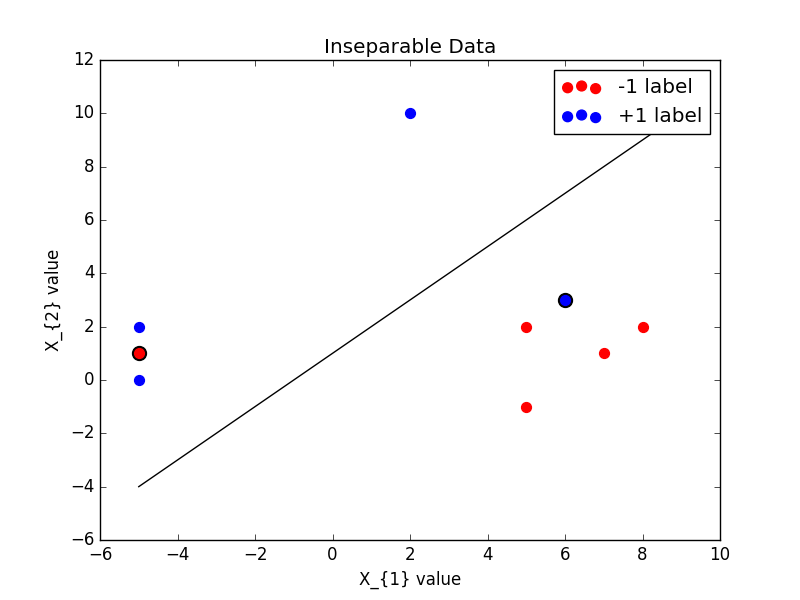 Inseparable Data
12
10
8
6
4
2
0
−2
−4
−6
X_{2} value
-1 label
+1 label
−6 −4 −2 0 2 4 6 8 10
X_{1} value